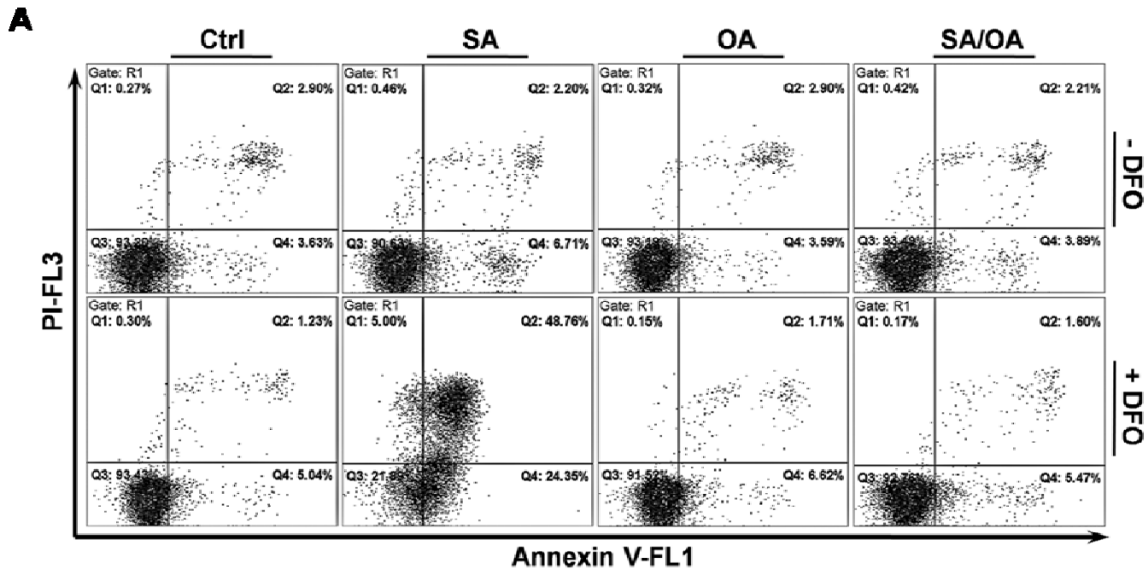 A
Ctrl
SA
OA
SA/OA
Gate: R1
Q1: 0.27%
Q2: 2.90%
Q4: 3.63%
Gate: R1
Q1: 0.46%
Q2: 2.20%
Q4: 6.71%
Gate: R1
Q1: 0.32%
Q2: 2.90%
Q4: 3.59%
Gate: R1
Q1: 0.42%
Q2: 2.21%
Q4: 3.89%
- DFO
Gate: R1
Q1: 0.30%
Q2: 1.23%
Q4: 5.04%
Gate: R1
Q1: 5.00%
Q2: 48.76%
Q4: 24.35%
Gate: R1
Q1: 0.15%
Q2: 1.71%
Q4: 6.62%
Gate: R1
Q1: 0.17%
Q2: 1.60%
Q4: 5.47%
+ DFO
PI-FL3
Annexin V-FL1